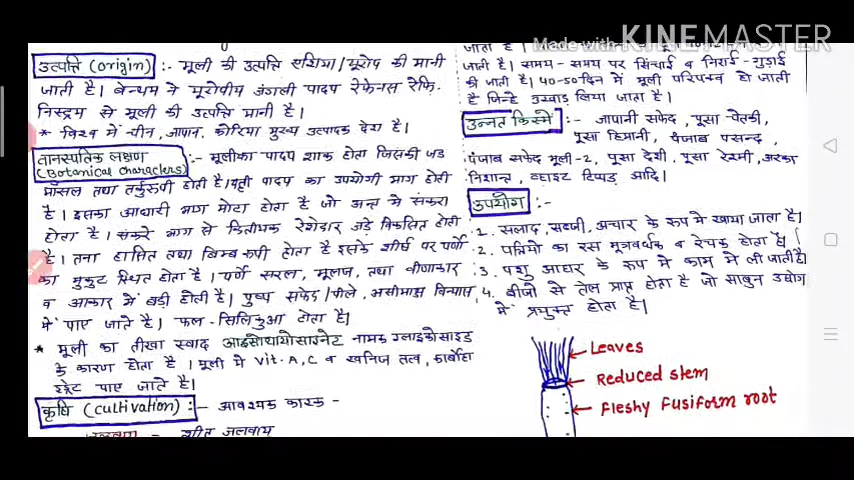 उत्पत्ति (origin) :- मूली की उत्पत्ति एशिया/यूरोप की मानी
जाती है। बेन्थम ने यूरोपीय जंगली पादप रेफेनस रेफि-
निस्ट्रम से मूली की उत्पत्ति मानी है।
* विश्व में चीन, जापान, कोरिया मुख्य उत्पादक देश है।
वानस्पतिक लक्षण (Botanical characters) :- मूली का पादप शाक होता जिसकी जड़
मांसल तथा तर्कुरूपी होती है। यही पादप का उपयोगी भाग होती
है। इसका आधारी भाग मोटा होता है जो अन्त में संकरा
होता है। संकरे भाग से द्वितीयक रेशेदार जड़े विकसित होती
है। तना ह्रासित तथा बिम्ब रूपी होता है इसके शीर्ष पर पर्णो
का मुकुट स्थित होता है। पर्ण सरल, मूलज, तथा वीणाकार
व आकार में बड़ी होती है। पुष्प सफेद/पीले, असीमाक्ष विन्यास
में पाए जाते है। फल- सिलिकुआ होता है।
* मूली का तीखा स्वाद आइसोथायोसाइनेट नामक ग्लाइकोसाइड
के कारण होता है। मूली मे Vit-A, C व खनिज तत्व, कार्बोहा
इड्रेट पाए जाते है।
कृषि (cultivation) :- आवश्यक कारक -
जलवायु - शीत जलवायु
Made with KINEMASTER
जाता है।
जाती है। समय-समय पर सिंचाई व निराई-गुड़ाई
की जाती है। 40-50 दिन में मूली परिपक्व हो जाती
है जिन्हे उखाड़ लिया जाता है।
उन्नत किस्में :- जापानी सफेद, पूसा चेतकी,
पूसा हिमानी, पंजाब पसन्द,
पंजाब सफेद मूली-2, पूसा देशी, पूसा रेश्मी, अरका
निशान्त, व्हाइट आदि।
उपयोग :-
1. सलाद, सब्जी, अचार के रूप मे खाया जाता है।
2. पत्तियों का रस मूत्रवर्धक व रेचक होता है।
3. पशु आहार के रूप में काम में ली जाती है।
4. बीजो से तेल प्राप्त होता है जो साबुन उद्योग
में प्रयुक्त होता है।
Leaves
Reduced stem
Fleshy fusiform root